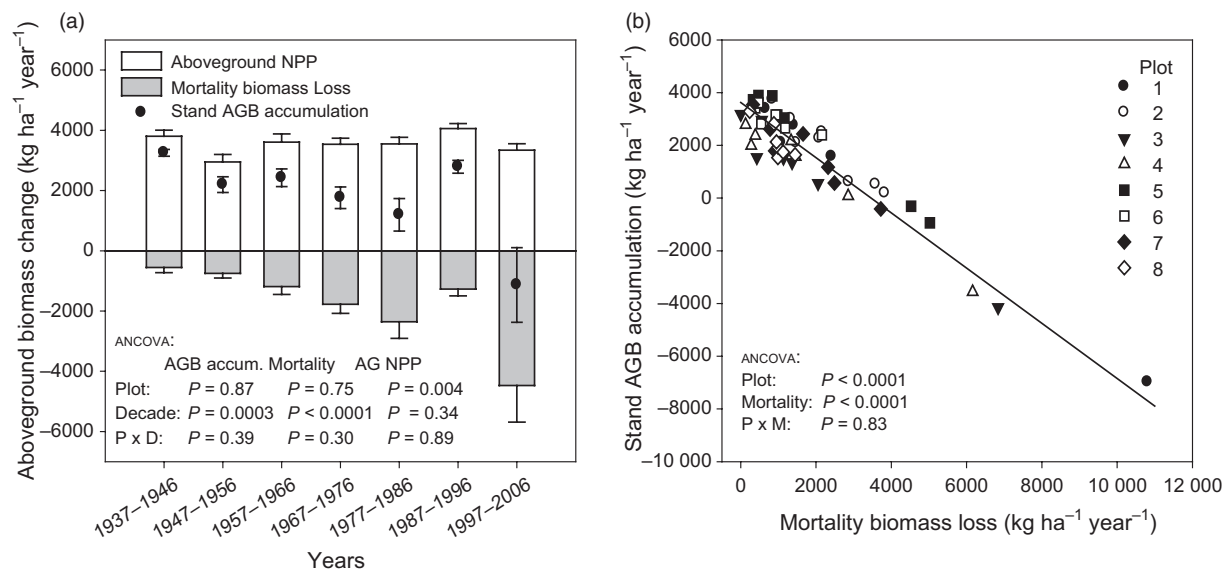 (a)
Aboveground biomass change (kg ha⁻¹ year⁻¹)
6000
4000
2000
0
−2000
−4000
−6000
Aboveground NPP
Mortality biomass Loss
Stand AGB accumulation
ANCOVA:
AGB accum. Mortality AG NPP
Plot: P = 0.87 P = 0.75 P = 0.004
Decade: P = 0.0003 P < 0.0001 P = 0.34
P x D: P = 0.39 P = 0.30 P = 0.89
1937–1946
1947–1956
1957–1966
1967–1976
1977–1986
1987–1996
1997–2006
Years
(b)
Stand AGB accumulation (kg ha⁻¹ year⁻¹)
6000
4000
2000
0
−2000
−4000
−6000
−8000
−10 000
Plot
1
2
3
4
5
6
7
8
ANCOVA:
Plot: P < 0.0001
Mortality: P < 0.0001
P x M: P = 0.83
0 2000 4000 6000 8000 10 000 12 000
Mortality biomass loss (kg ha⁻¹ year⁻¹)